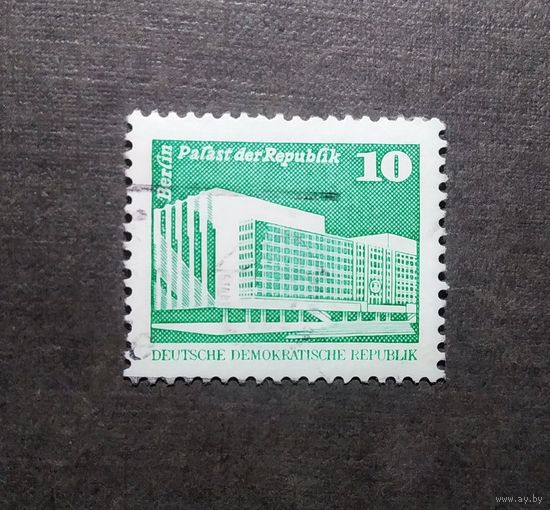 Berlin
Palast der Republik
10
DEUTSCHE DEMOKRATISCHE REPUBLIK
www.ay.by